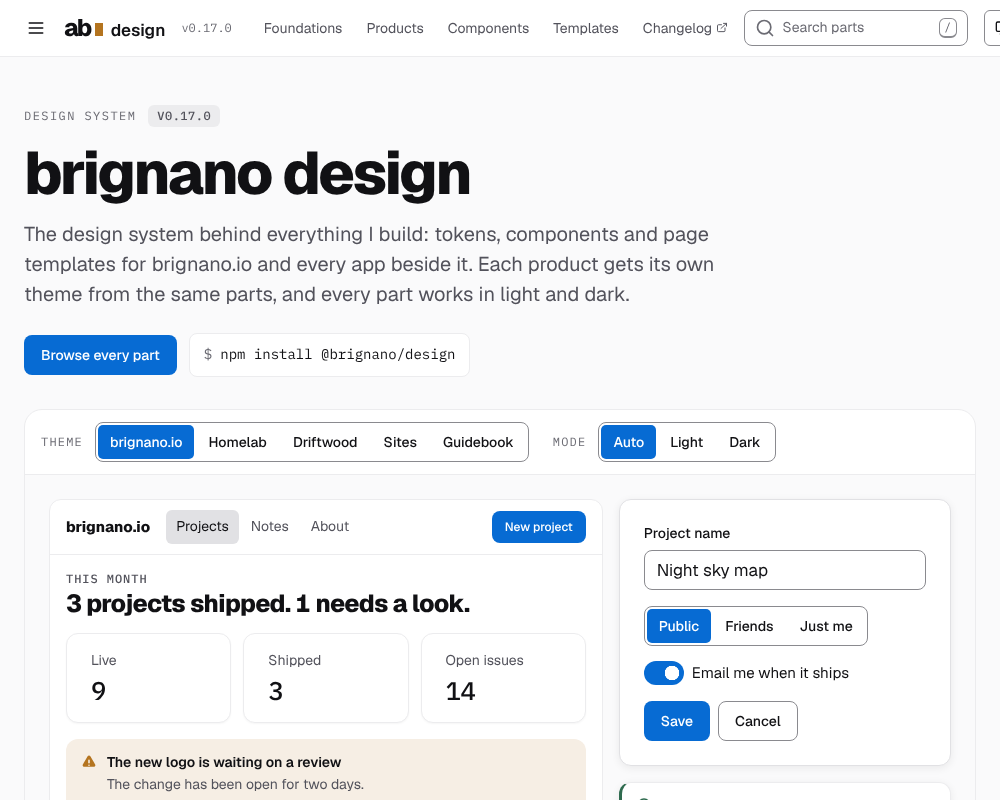 ab design v0.17.0 Foundations Products Components Templates Changelog Search parts /
DESIGN SYSTEM V0.17.0
brignano design
The design system behind everything I build: tokens, components and page
templates for brignano.io and every app beside it. Each product gets its own
theme from the same parts, and every part works in light and dark.
Browse every part $ npm install @brignano/design
THEME brignano.io Homelab Driftwood Sites Guidebook MODE Auto Light Dark
brignano.io Projects Notes About New project
THIS MONTH
3 projects shipped. 1 needs a look.
Live Shipped Open issues
9 3 14
The new logo is waiting on a review
The change has been open for two days.
Project name
Night sky map
Public Friends Just me
Email me when it ships
Save Cancel